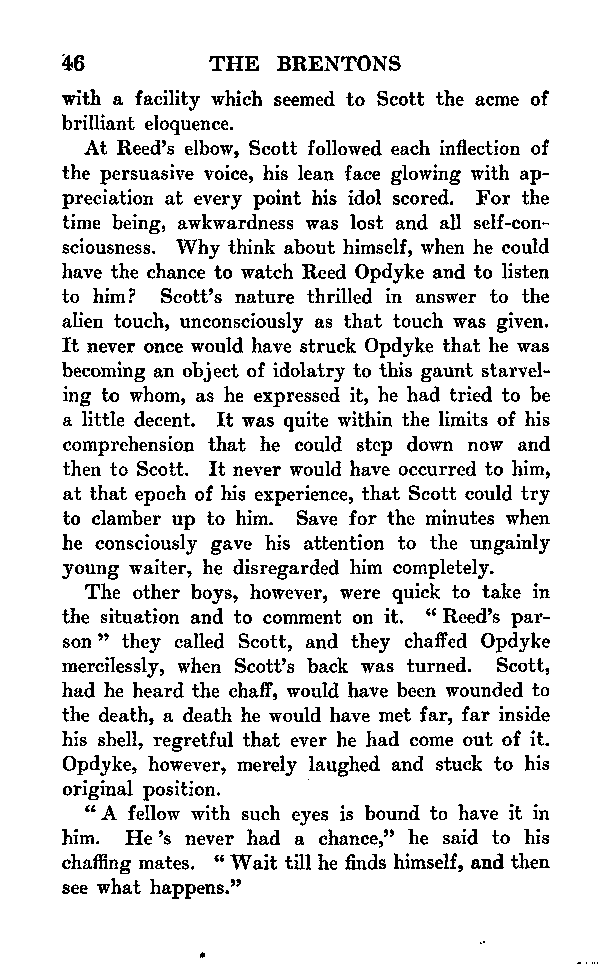 46 THE BRENTONS
with a facility which seemed to Scott the acme of
brilliant eloquence.
At Reed's elbow, Scott followed each inflection of
the persuasive voice, his lean face glowing with ap-
preciation at every point his idol scored. For the
time being, awkwardness was lost and all self-con-
sciousness. Why think about himself, when he could
have the chance to watch Reed Opdyke and to listen
to him? Scott's nature thrilled in answer to the
alien touch, unconsciously as that touch was given.
It never once would have struck Opdyke that he was
becoming an object of idolatry to this gaunt starvel-
ing to whom, as he expressed it, he had tried to be
a little decent. It was quite within the limits of his
comprehension that he could step down now and
then to Scott. It never would have occurred to him,
at that epoch of his experience, that Scott could try
to clamber up to him. Save for the minutes when
he consciously gave his attention to the ungainly
young waiter, he disregarded him completely.
The other boys, however, were quick to take in
the situation and to comment on it. "Reed's par-
son" they called Scott, and they chaffed Opdyke
mercilessly, when Scott's back was turned. Scott,
had he heard the chaff, would have been wounded to
the death, a death he would have met far, far inside
his shell, regretful that ever he had come out of it.
Opdyke, however, merely laughed and stuck to his
original position.
"A fellow with such eyes is bound to have it in
him. He 's never had a chance," he said to his
chaffing mates. "Wait till he finds himself, and then
see what happens."